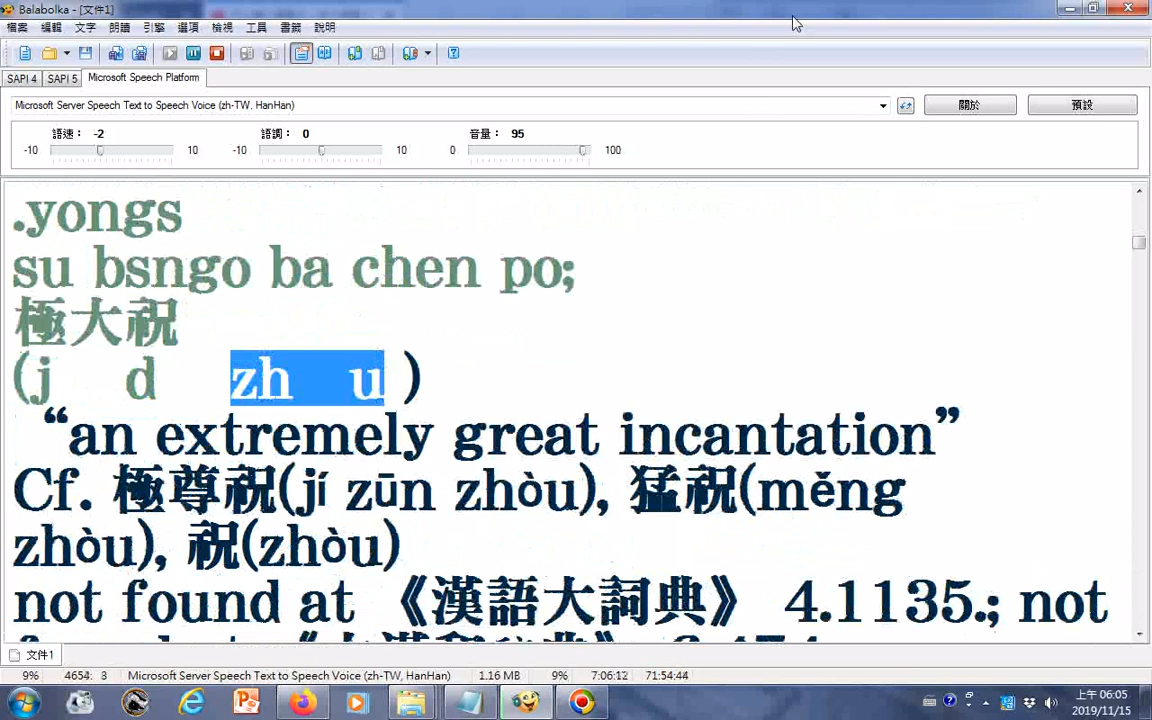 Balabolka - [文件1]
檔案 編輯 文字 朗讀 引擎 選項 檢視 工具 書籤 說明
SAPI 4 SAPI 5 Microsoft Speech Platform
Microsoft Server Speech Text to Speech Voice (zh-TW, HanHan) 關於 預設
語速： -2 語調： 0 音量： 95
-10 10 -10 10 0 100
.yongs
su bsngo ba chen po;
極大祝
(j d zh u )
“an extremely great incantation”
Cf. 極尊祝(jí zūn zhòu), 猛祝(měng
zhòu), 祝(zhòu)
not found at 《漢語大詞典》 4.1135.; not
文件1
9% 4654: 3 Microsoft Server Speech Text to Speech Voice (zh-TW, HanHan) 1.16 MB 9% 7:06:12 71:54:44
上午 06:05
2019/11/15